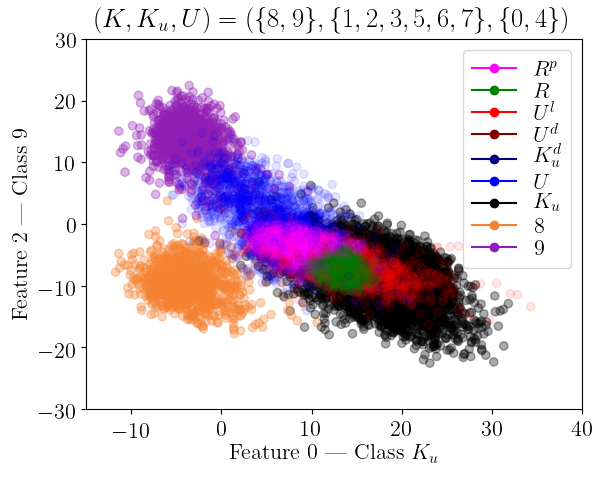 (K, K_u, U) = ({8, 9}, {1, 2, 3, 5, 6, 7}, {0, 4})
30
20
10
0
−10
−20
−30
Feature 2 — Class 9
R^p
R
U^l
U^d
K_u^d
U
K_u
8
9
−10
0
10
20
30
40
Feature 0 — Class K_u